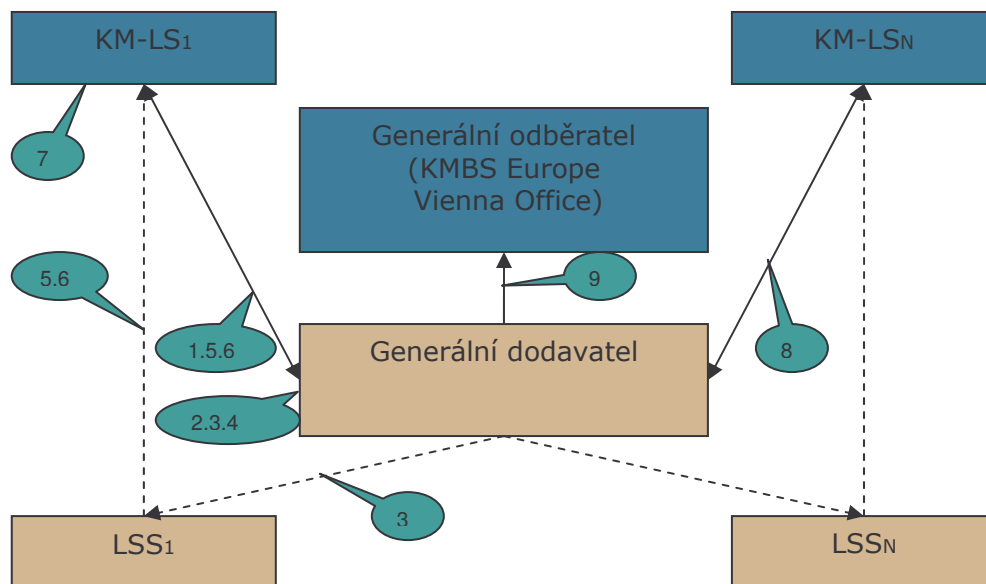 KM-LS1
KM-LSN
Generální odběratel
(KMBS Europe
Vienna Office)
7
5.6
9
1.5.6
Generální dodavatel
8
2.3.4
3
LSS1
LSSN